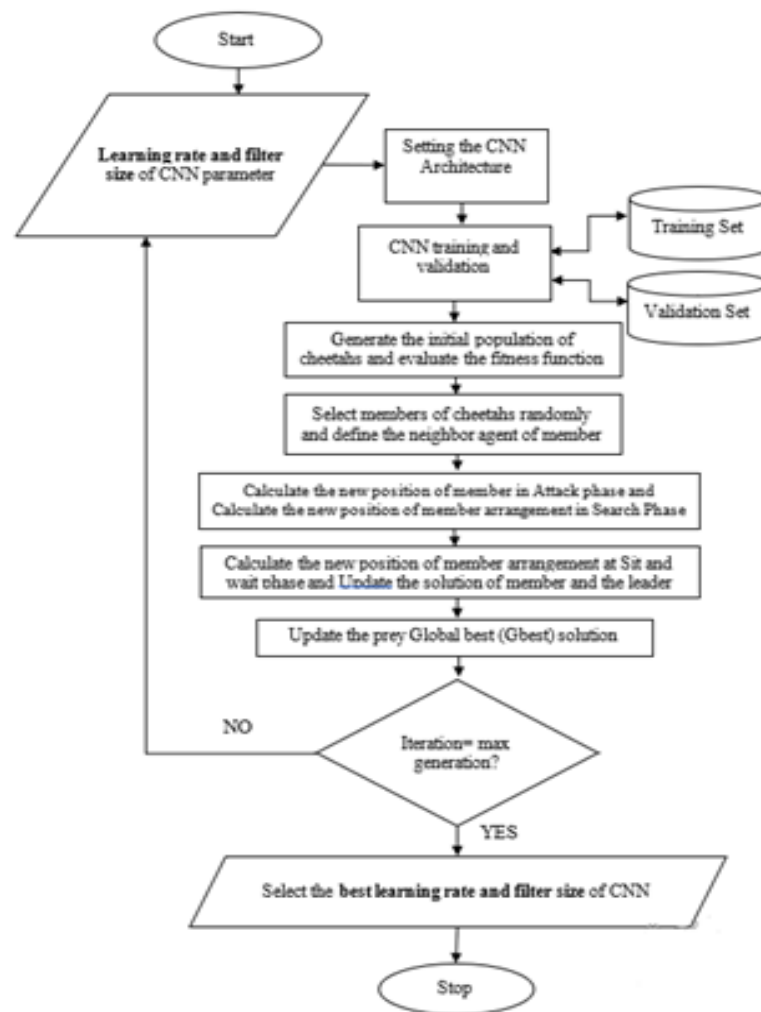 Start
Learning rate and filter
size of CNN parameter
Setting the CNN
Architecture
CNN training and
validation
Training Set
Validation Set
Generate the initial population of
cheetahs and evaluate the fitness function
Select members of cheetahs randomly
and define the neighbor agent of member
Calculate the new position of member in Attack phase and
Calculate the new position of member arrangement in Search Phase
Calculate the new position of member arrangement at Sit and
wait phase and Update the solution of member and the leader
Update the prey Global best (Gbest) solution
NO
Iteration= max
generation?
YES
Select the best learning rate and filter size of CNN
Stop